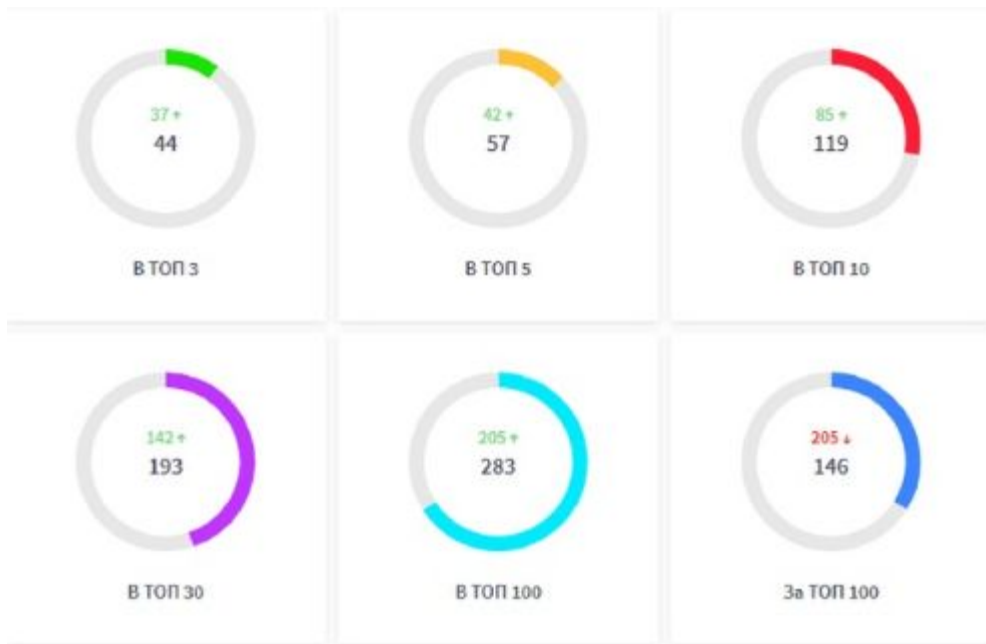 37 ↑
44
В ТОП 3
42 ↑
57
В ТОП 5
85 ↑
119
В ТОП 10
142 ↑
193
В ТОП 30
205 ↑
283
В ТОП 100
205 ↓
146
За ТОП 100